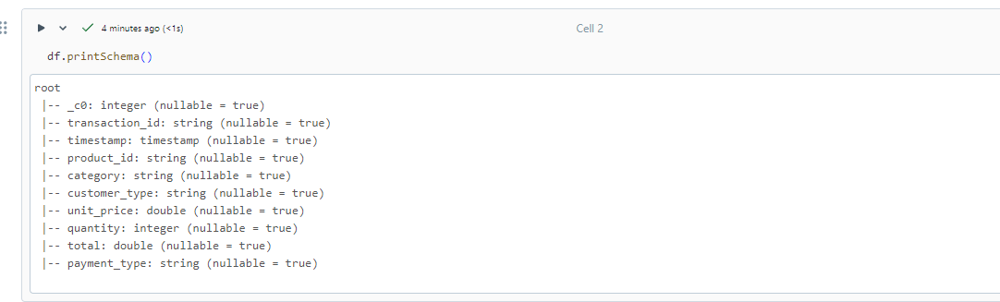 4 minutes ago (<1s)
Cell 2
df.printSchema()
root
|-- _c0: integer (nullable = true)
|-- transaction_id: string (nullable = true)
|-- timestamp: timestamp (nullable = true)
|-- product_id: string (nullable = true)
|-- category: string (nullable = true)
|-- customer_type: string (nullable = true)
|-- unit_price: double (nullable = true)
|-- quantity: integer (nullable = true)
|-- total: double (nullable = true)
|-- payment_type: string (nullable = true)